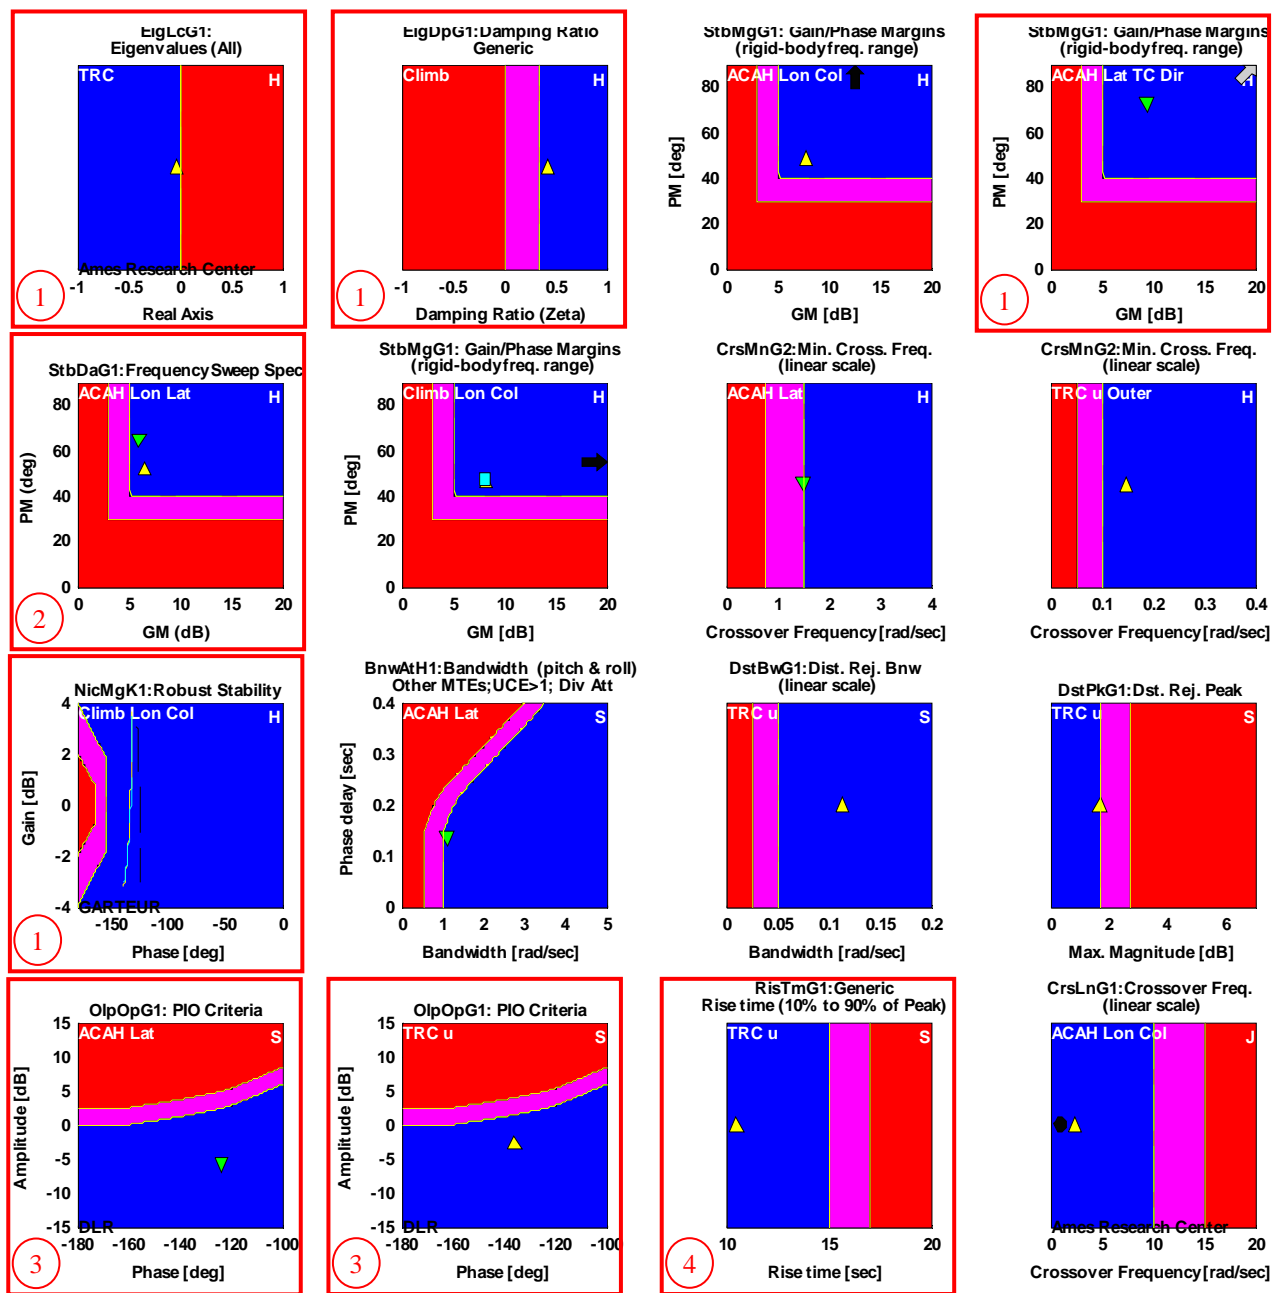 EigLcG1:
Eigenvalues (All)
TRC
H
Ames Research Center
-1 -0.5 0 0.5 1
Real Axis
1
EigDpG1:Damping Ratio
Generic
Climb
H
-1 -0.5 0 0.5 1
Damping Ratio (Zeta)
1
StbMgG1: Gain/Phase Margins
(rigid-body freq. range)
ACAH Lon Col
H
PM [deg]
80
60
40
20
0
0 5 10 15 20
GM [dB]
StbMgG1: Gain/Phase Margins
(rigid-body freq. range)
ACAH Lat TC Dir
H
PM [deg]
80
60
40
20
0
0 5 10 15 20
GM [dB]
1
StbDaG1:Frequency Sweep Spec
ACAH Lon Lat
H
PM (deg)
80
60
40
20
0
0 5 10 15 20
GM (dB)
2
StbMgG1: Gain/Phase Margins
(rigid-body freq. range)
Climb Lon Col
H
PM [deg]
80
60
40
20
0
0 5 10 15 20
GM [dB]
CrsMnG2:Min. Cross. Freq.
(linear scale)
ACAH Lat
H
0 1 2 3 4
Crossover Frequency [rad/sec]
CrsMnG2:Min. Cross. Freq.
(linear scale)
TRC u Outer
H
0 0.1 0.2 0.3 0.4
Crossover Frequency [rad/sec]
NicMgK1:Robust Stability
Climb Lon Col
H
Gain [dB]
4
2
0
-2
-4
GARTEUR
-150 -100 -50 0
Phase [deg]
1
BnwAtH1:Bandwidth (pitch & roll)
Other MTEs;UCE>1; Div Att
ACAH Lat
S
Phase delay [sec]
0.4
0.3
0.2
0.1
0
0 1 2 3 4 5
Bandwidth [rad/sec]
DstBwG1:Dist. Rej. Bnw
(linear scale)
TRC u
S
0 0.05 0.1 0.15 0.2
Bandwidth [rad/sec]
DstPkG1:Dst. Rej. Peak
TRC u
S
0 2 4 6
Max. Magnitude [dB]
OlpOpG1: PIO Criteria
ACAH Lat
S
Amplitude [dB]
15
10
5
0
-5
-10
-15
DLR
-180 -160 -140 -120 -100
Phase [deg]
3
OlpOpG1: PIO Criteria
TRC u
S
Amplitude [dB]
15
10
5
0
-5
-10
-15
DLR
-180 -160 -140 -120 -100
Phase [deg]
3
RisTmG1:Generic
Rise time (10% to 90% of Peak)
TRC u
S
10 15 20
Rise time [sec]
4
CrsLnG1:Crossover Freq.
(linear scale)
ACAH Lon Col
J
Ames Research Center
0 5 10 15 20
Crossover Frequency [rad/sec]